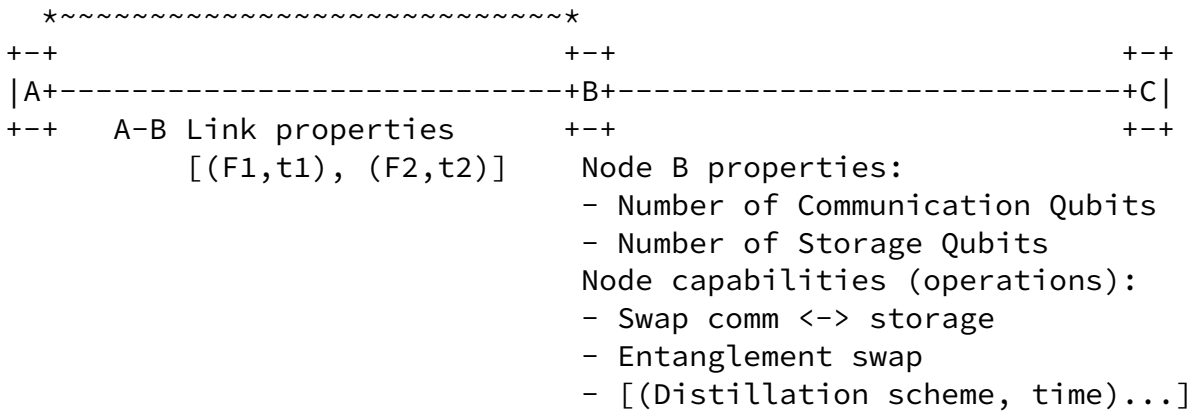 *~~~~~~~~~~~~~~~~~~~~~~~~~~~~*
+-+                            +-+                            +-+
|A+----------------------------+B+----------------------------+C|
+-+   A-B Link properties      +-+                            +-+
[(F1,t1), (F2,t2)]    Node B properties:
- Number of Communication Qubits
- Number of Storage Qubits
Node capabilities (operations):
- Swap comm <-> storage
- Entanglement swap
- [(Distillation scheme, time)...]